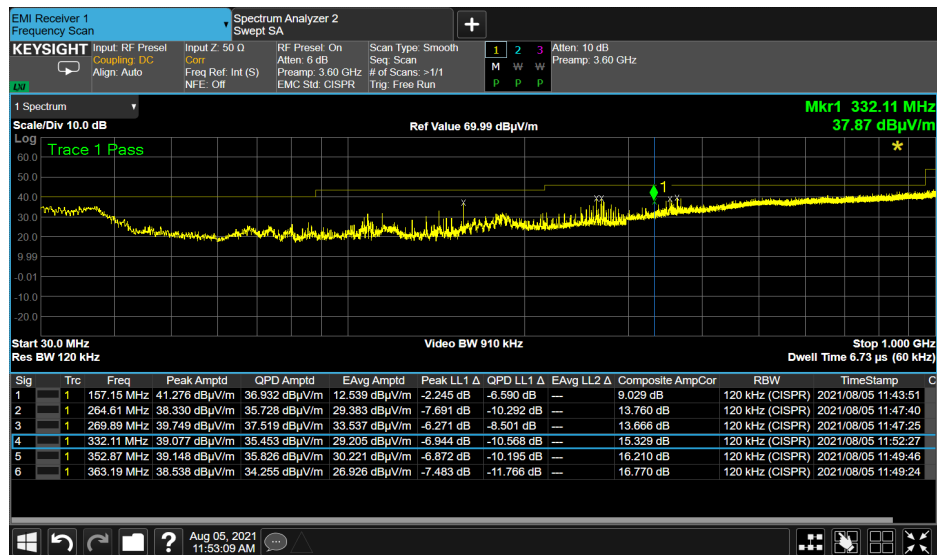 EMI Receiver 1
Frequency Scan
Spectrum Analyzer 2
Swept SA
+
KEYSIGHT
LXI
Input: RF Presel
Coupling: DC
Align: Auto
Input Z: 50 Ω
Corr
Freq Ref: Int (S)
NFE: Off
RF Presel: On
Atten: 6 dB
Preamp: 3.60 GHz
EMC Std: CISPR
Scan Type: Smooth
Seq: Scan
# of Scans: >1/1
Trig: Free Run
1 2 3
M W W
P P P
Atten: 10 dB
Preamp: 3.60 GHz
1 Spectrum
Scale/Div 10.0 dB
Ref Value 69.99 dBµV/m
Mkr1 332.11 MHz
37.87 dBµV/m
Log
Trace 1 Pass
*
60.0
50.0
40.0
30.0
20.0
9.99
-0.01
-10.0
-20.0
1
Start 30.0 MHz
Video BW 910 kHz
Stop 1.000 GHz
Res BW 120 kHz
Dwell Time 6.73 µs (60 kHz)
Sig Trc Freq Peak Amptd QPD Amptd EAvg Amptd Peak LL1 Δ QPD LL1 Δ EAvg LL2 Δ Composite AmpCor RBW TimeStamp C
1 1 157.15 MHz 41.276 dBµV/m 36.932 dBµV/m 12.539 dBµV/m -2.245 dB -6.590 dB --- 9.029 dB 120 kHz (CISPR) 2021/08/05 11:43:51
2 1 264.61 MHz 38.330 dBµV/m 35.728 dBµV/m 29.383 dBµV/m -7.691 dB -10.292 dB --- 13.760 dB 120 kHz (CISPR) 2021/08/05 11:47:40
3 1 269.89 MHz 39.749 dBµV/m 37.519 dBµV/m 33.537 dBµV/m -6.271 dB -8.501 dB --- 13.666 dB 120 kHz (CISPR) 2021/08/05 11:47:25
4 1 332.11 MHz 39.077 dBµV/m 35.453 dBµV/m 29.205 dBµV/m -6.944 dB -10.568 dB --- 15.329 dB 120 kHz (CISPR) 2021/08/05 11:52:27
5 1 352.87 MHz 39.148 dBµV/m 35.826 dBµV/m 30.221 dBµV/m -6.872 dB -10.195 dB --- 16.210 dB 120 kHz (CISPR) 2021/08/05 11:49:46
6 1 363.19 MHz 38.538 dBµV/m 34.255 dBµV/m 26.926 dBµV/m -7.483 dB -11.766 dB --- 16.770 dB 120 kHz (CISPR) 2021/08/05 11:49:24
?
Aug 05, 2021
11:53:09 AM